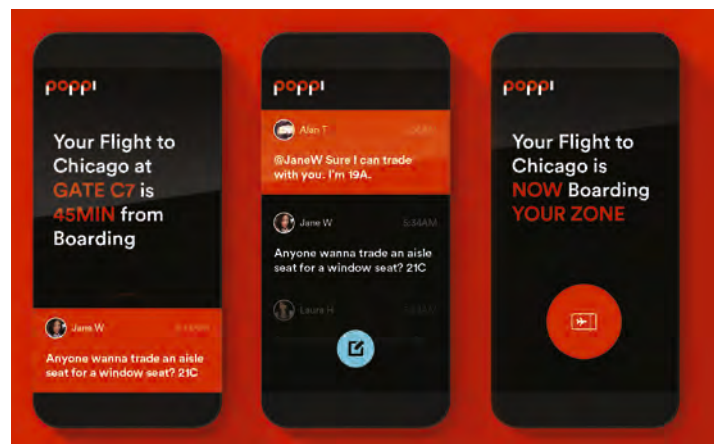 poppi
Your Flight to
Chicago at
GATE C7 is
45MIN from
Boarding
Jane W
Anyone wanna trade an aisle
seat for a window seat? 21C
poppi
Alan T
@JaneW Sure I can trade
with you. I'm 19A.
Jane W 5:34AM
Anyone wanna trade an aisle
seat for a window seat? 21C
Laura H
poppi
Your Flight to
Chicago is
NOW Boarding
YOUR ZONE